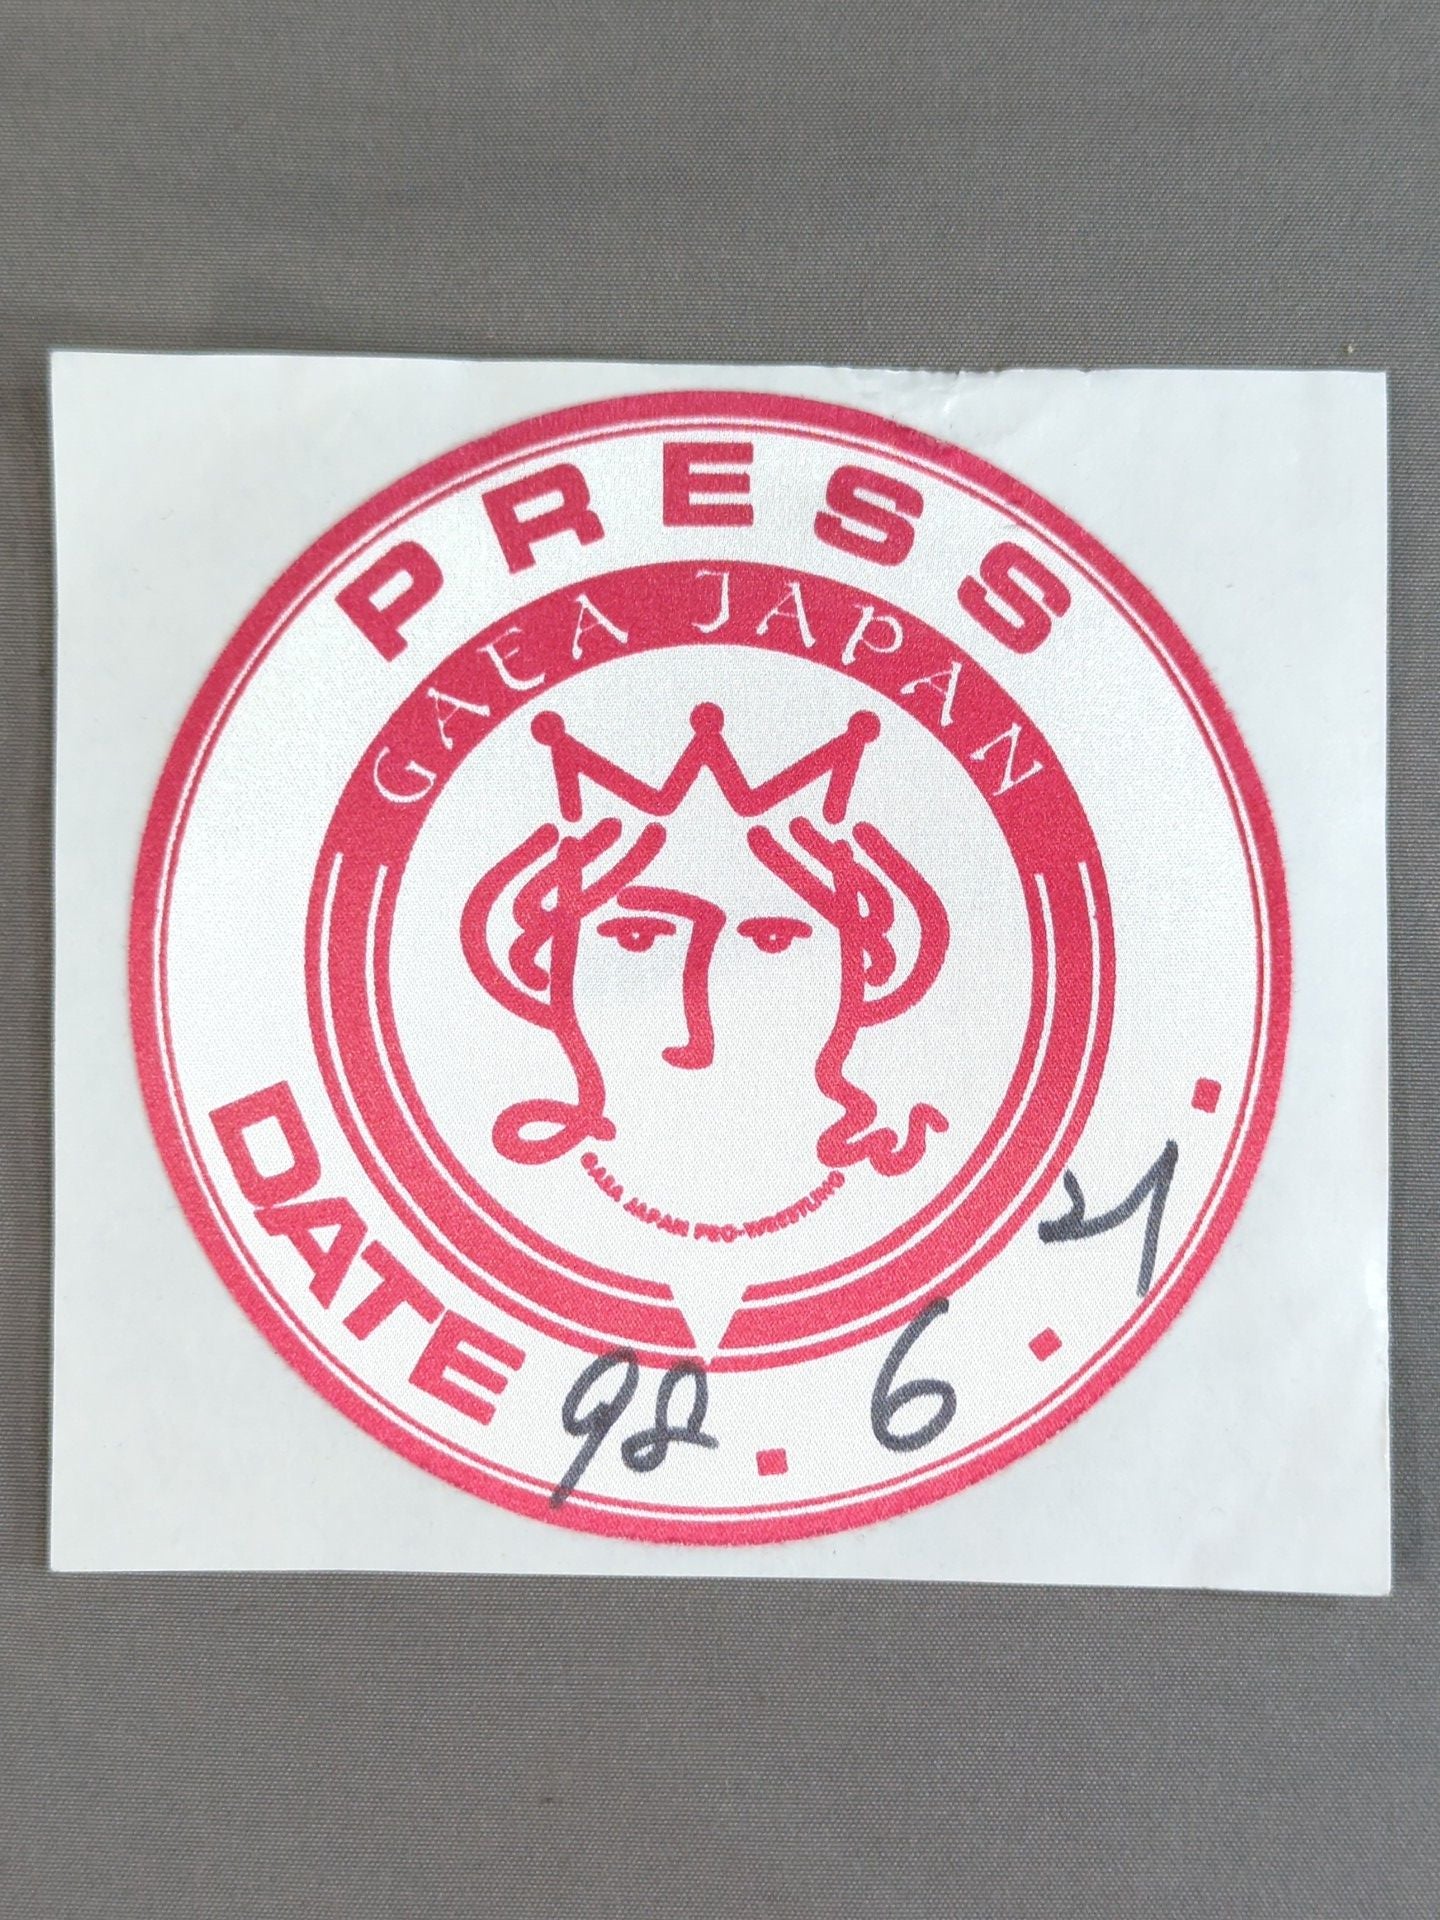 PRESS
GAEA JAPAN
GAEA JAPAN PRO-WRESTLING
DATE 98 . 6 . 21 .